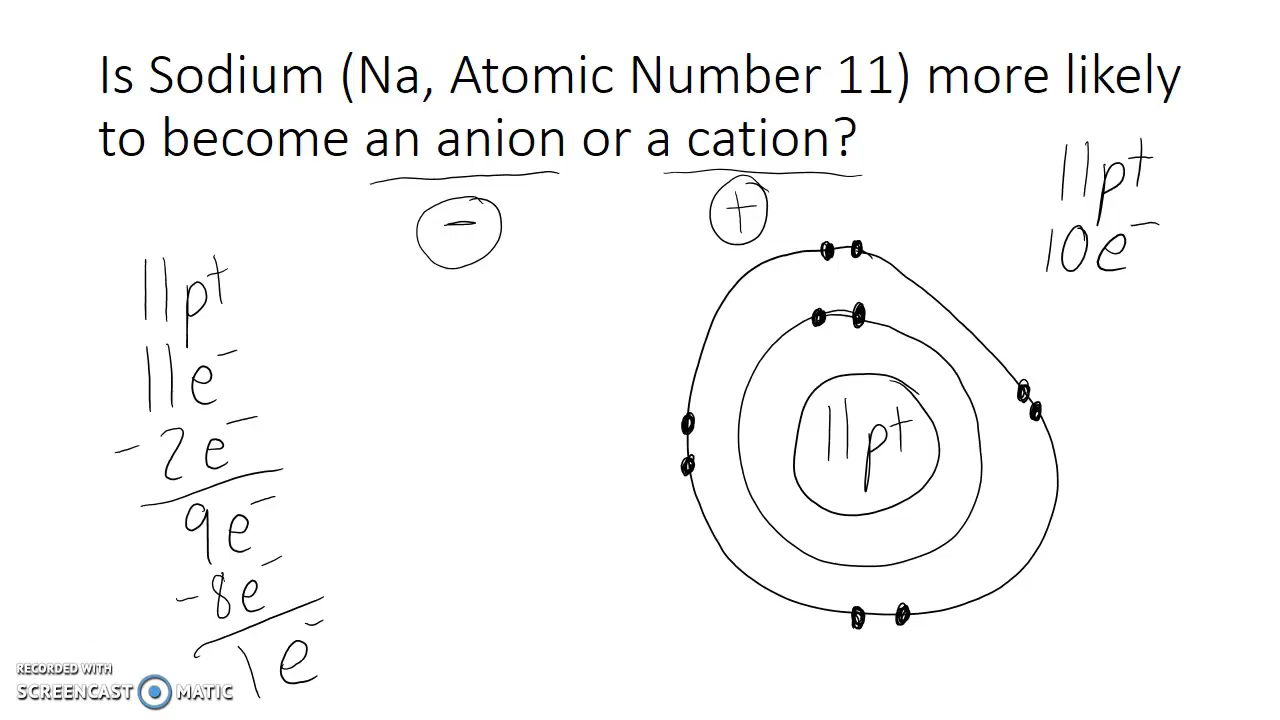 Is Sodium (Na, Atomic Number 11) more likely
to become an anion or a cation?
−
+
11p+
10e−
11p+
11e−
−2e−
9e−
−8e−
1e−
11p+
RECORDED WITH
SCREENCAST MATIC